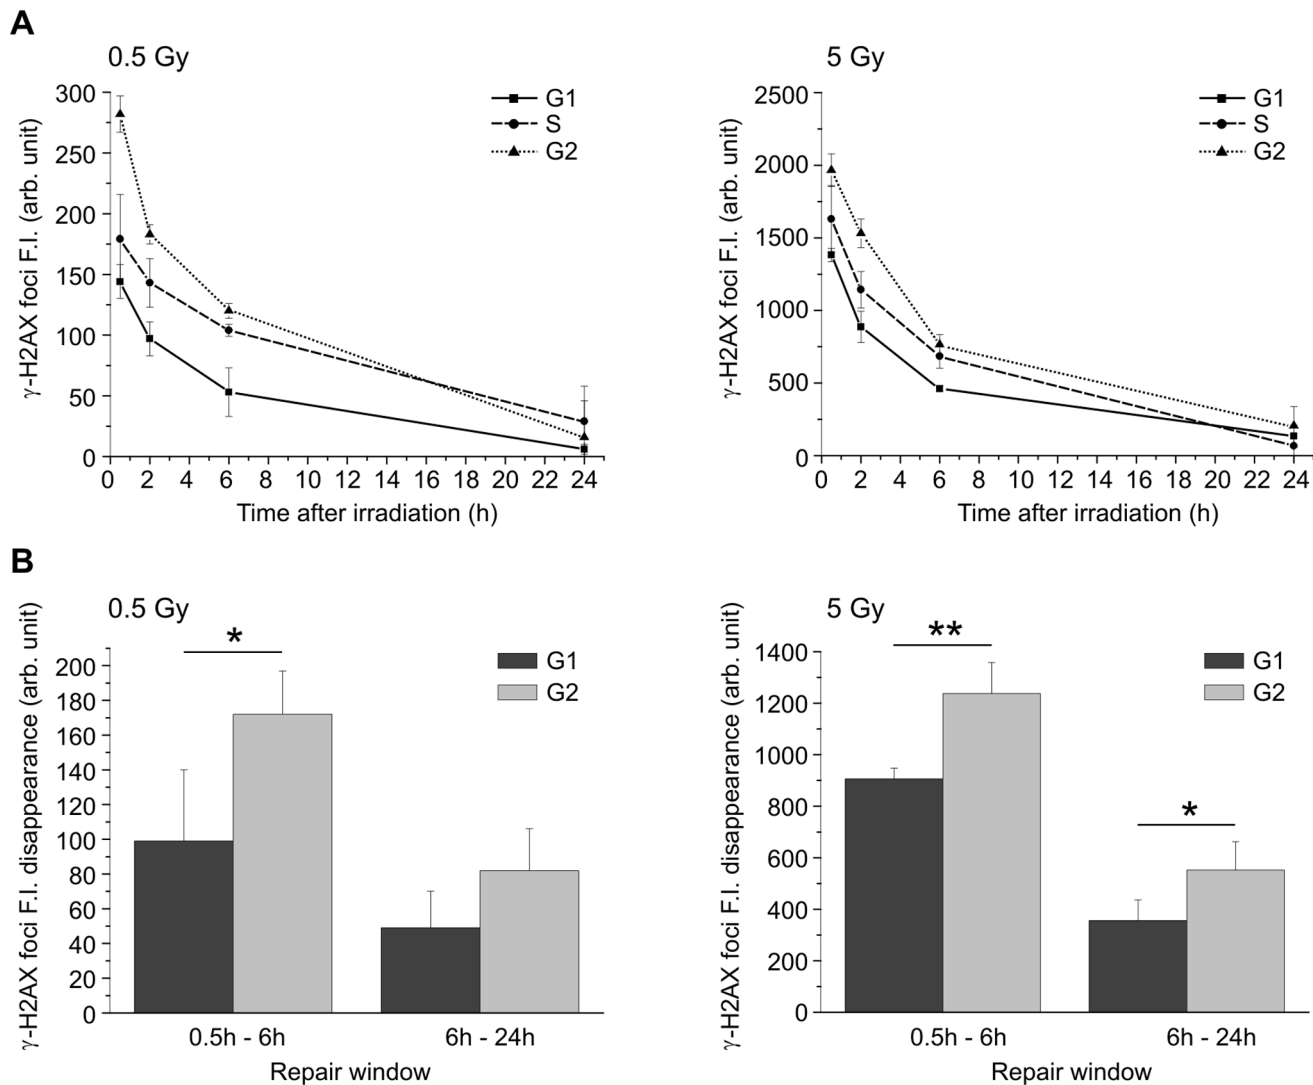 A
0.5 Gy
300
250
200
150
100
50
0
γ-H2AX foci F.I. (arb. unit)
G1
S
G2
0 2 4 6 8 10 12 14 16 18 20 22 24
Time after irradiation (h)
5 Gy
2500
2000
1500
1000
500
0
γ-H2AX foci F.I. (arb. unit)
G1
S
G2
0 2 4 6 8 10 12 14 16 18 20 22 24
Time after irradiation (h)
B
0.5 Gy
*
200
180
160
140
120
100
80
60
40
20
0
γ-H2AX foci F.I. disappearance (arb. unit)
G1
G2
0.5h - 6h 6h - 24h
Repair window
5 Gy
**
*
1400
1200
1000
800
600
400
200
0
γ-H2AX foci F.I. disappearance (arb. unit)
G1
G2
0.5h - 6h 6h - 24h
Repair window